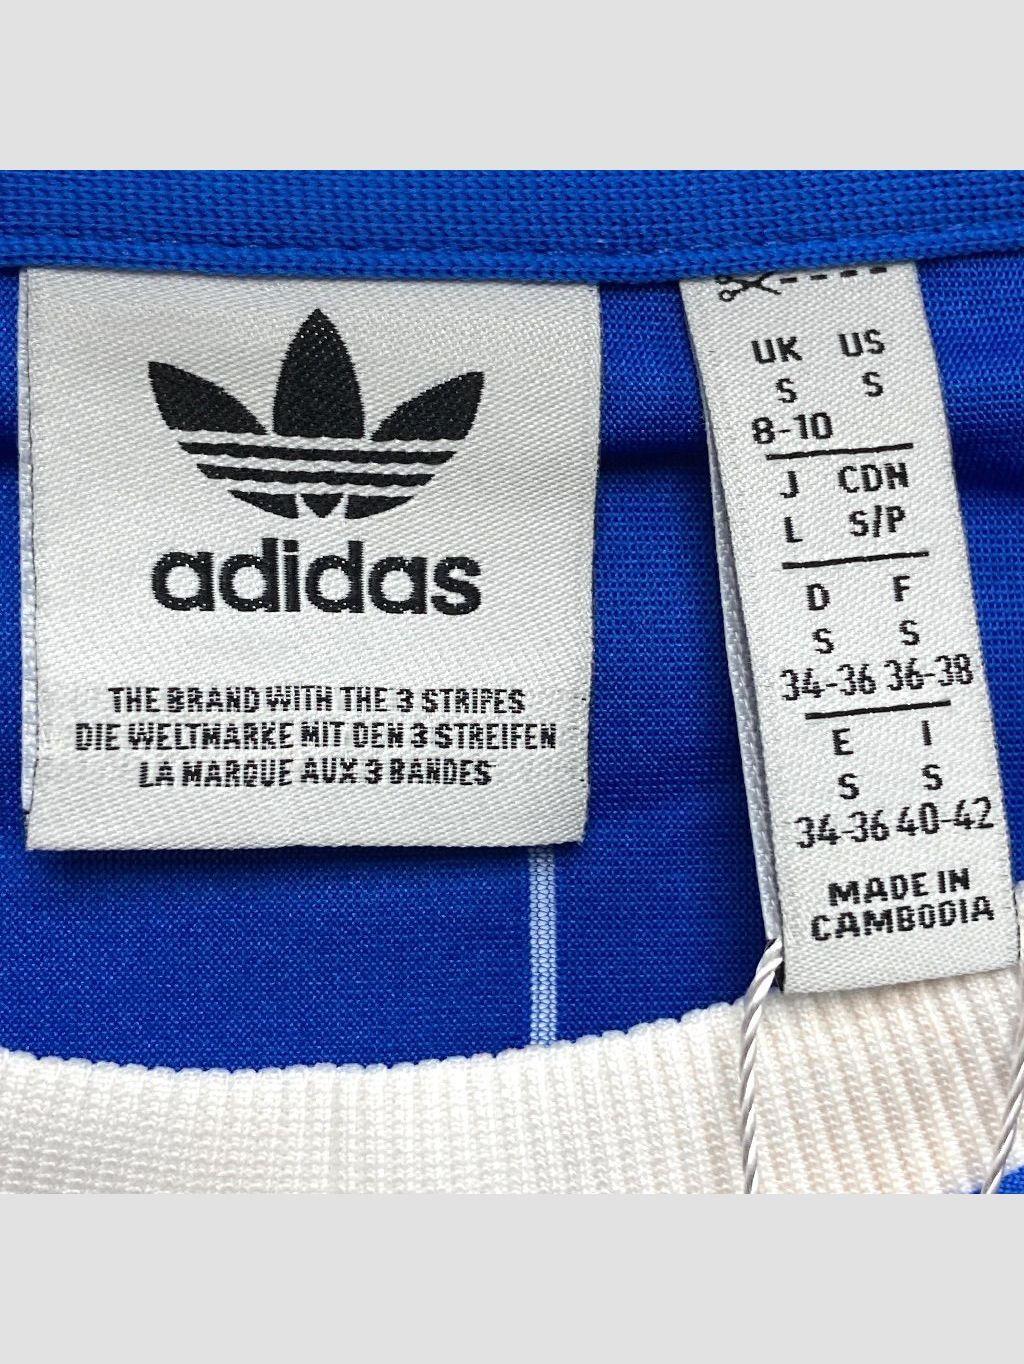 adidas
THE BRAND WITH THE 3 STRIPES
DIE WELTMARKE MIT DEN 3 STREIFEN
LA MARQUE AUX 3 BANDES
UK US
S S
8-10
J CDN
L S/P
D F
S S
34-36 36-38
E I
S S
34-36 40-42
MADE IN
CAMBODIA